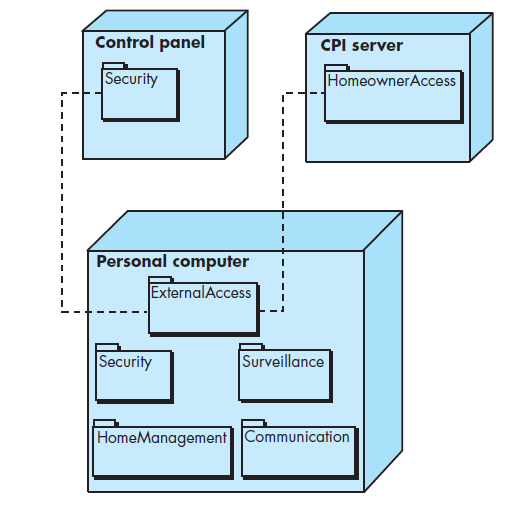 Control panel
Security
CPI server
HomeownerAccess
Personal computer
ExternalAccess
Security
Surveillance
HomeManagement
Communication